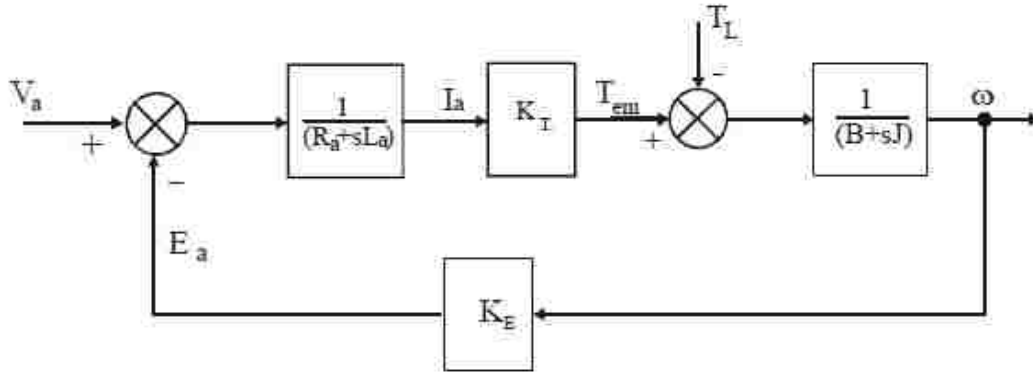 T_L
V_a
+
−
1
(R_a+sL_a)
I_a
K_T
T_em
+
−
1
(B+sJ)
ω
E_a
K_E